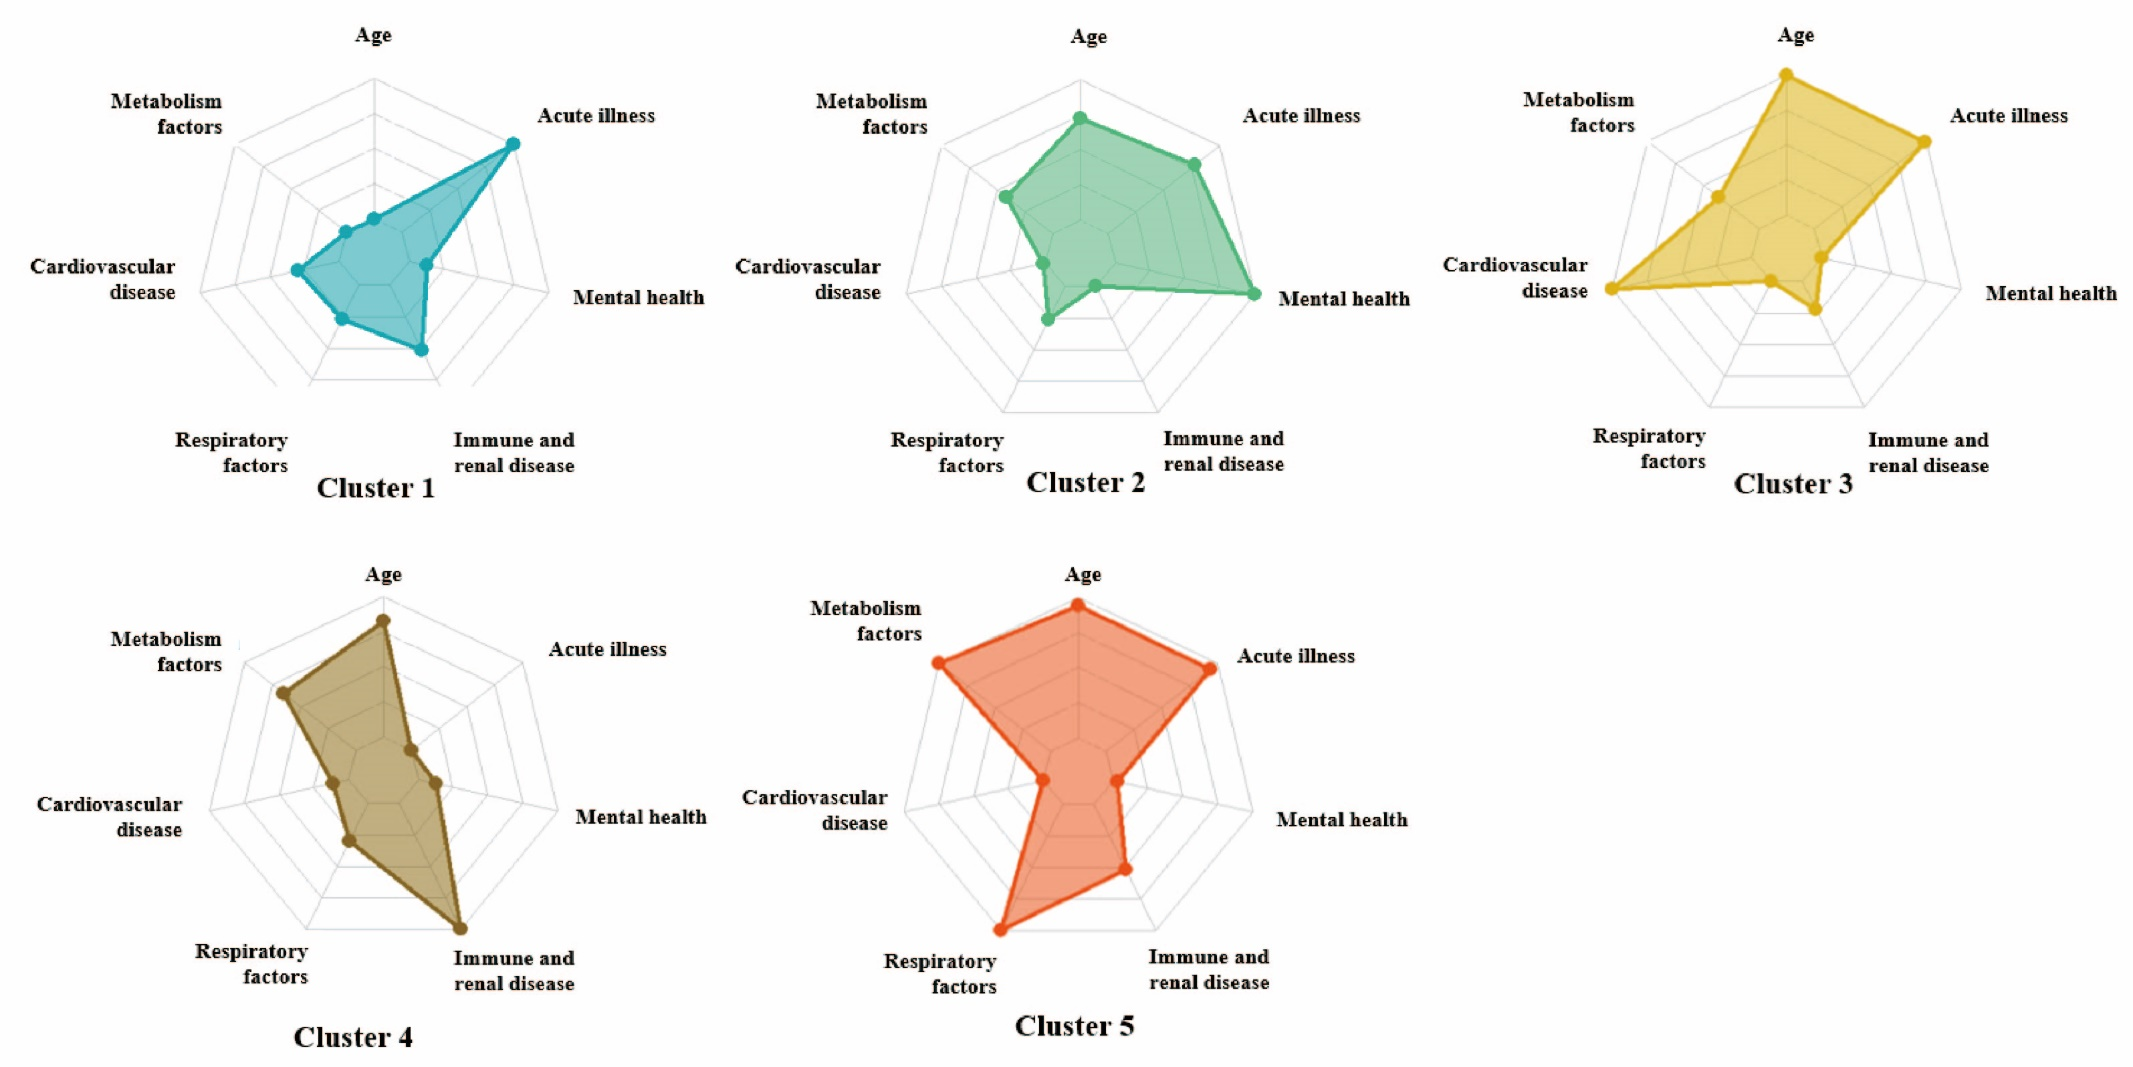 Age
Metabolism
factors
Acute illness
Cardiovascular
disease
Mental health
Respiratory
factors
Immune and
renal disease
Cluster 1
Age
Metabolism
factors
Acute illness
Cardiovascular
disease
Mental health
Respiratory
factors
Immune and
renal disease
Cluster 2
Age
Metabolism
factors
Acute illness
Cardiovascular
disease
Mental health
Respiratory
factors
Immune and
renal disease
Cluster 3
Age
Metabolism
factors
Acute illness
Cardiovascular
disease
Mental health
Respiratory
factors
Immune and
renal disease
Cluster 4
Age
Metabolism
factors
Acute illness
Cardiovascular
disease
Mental health
Respiratory
factors
Immune and
renal disease
Cluster 5